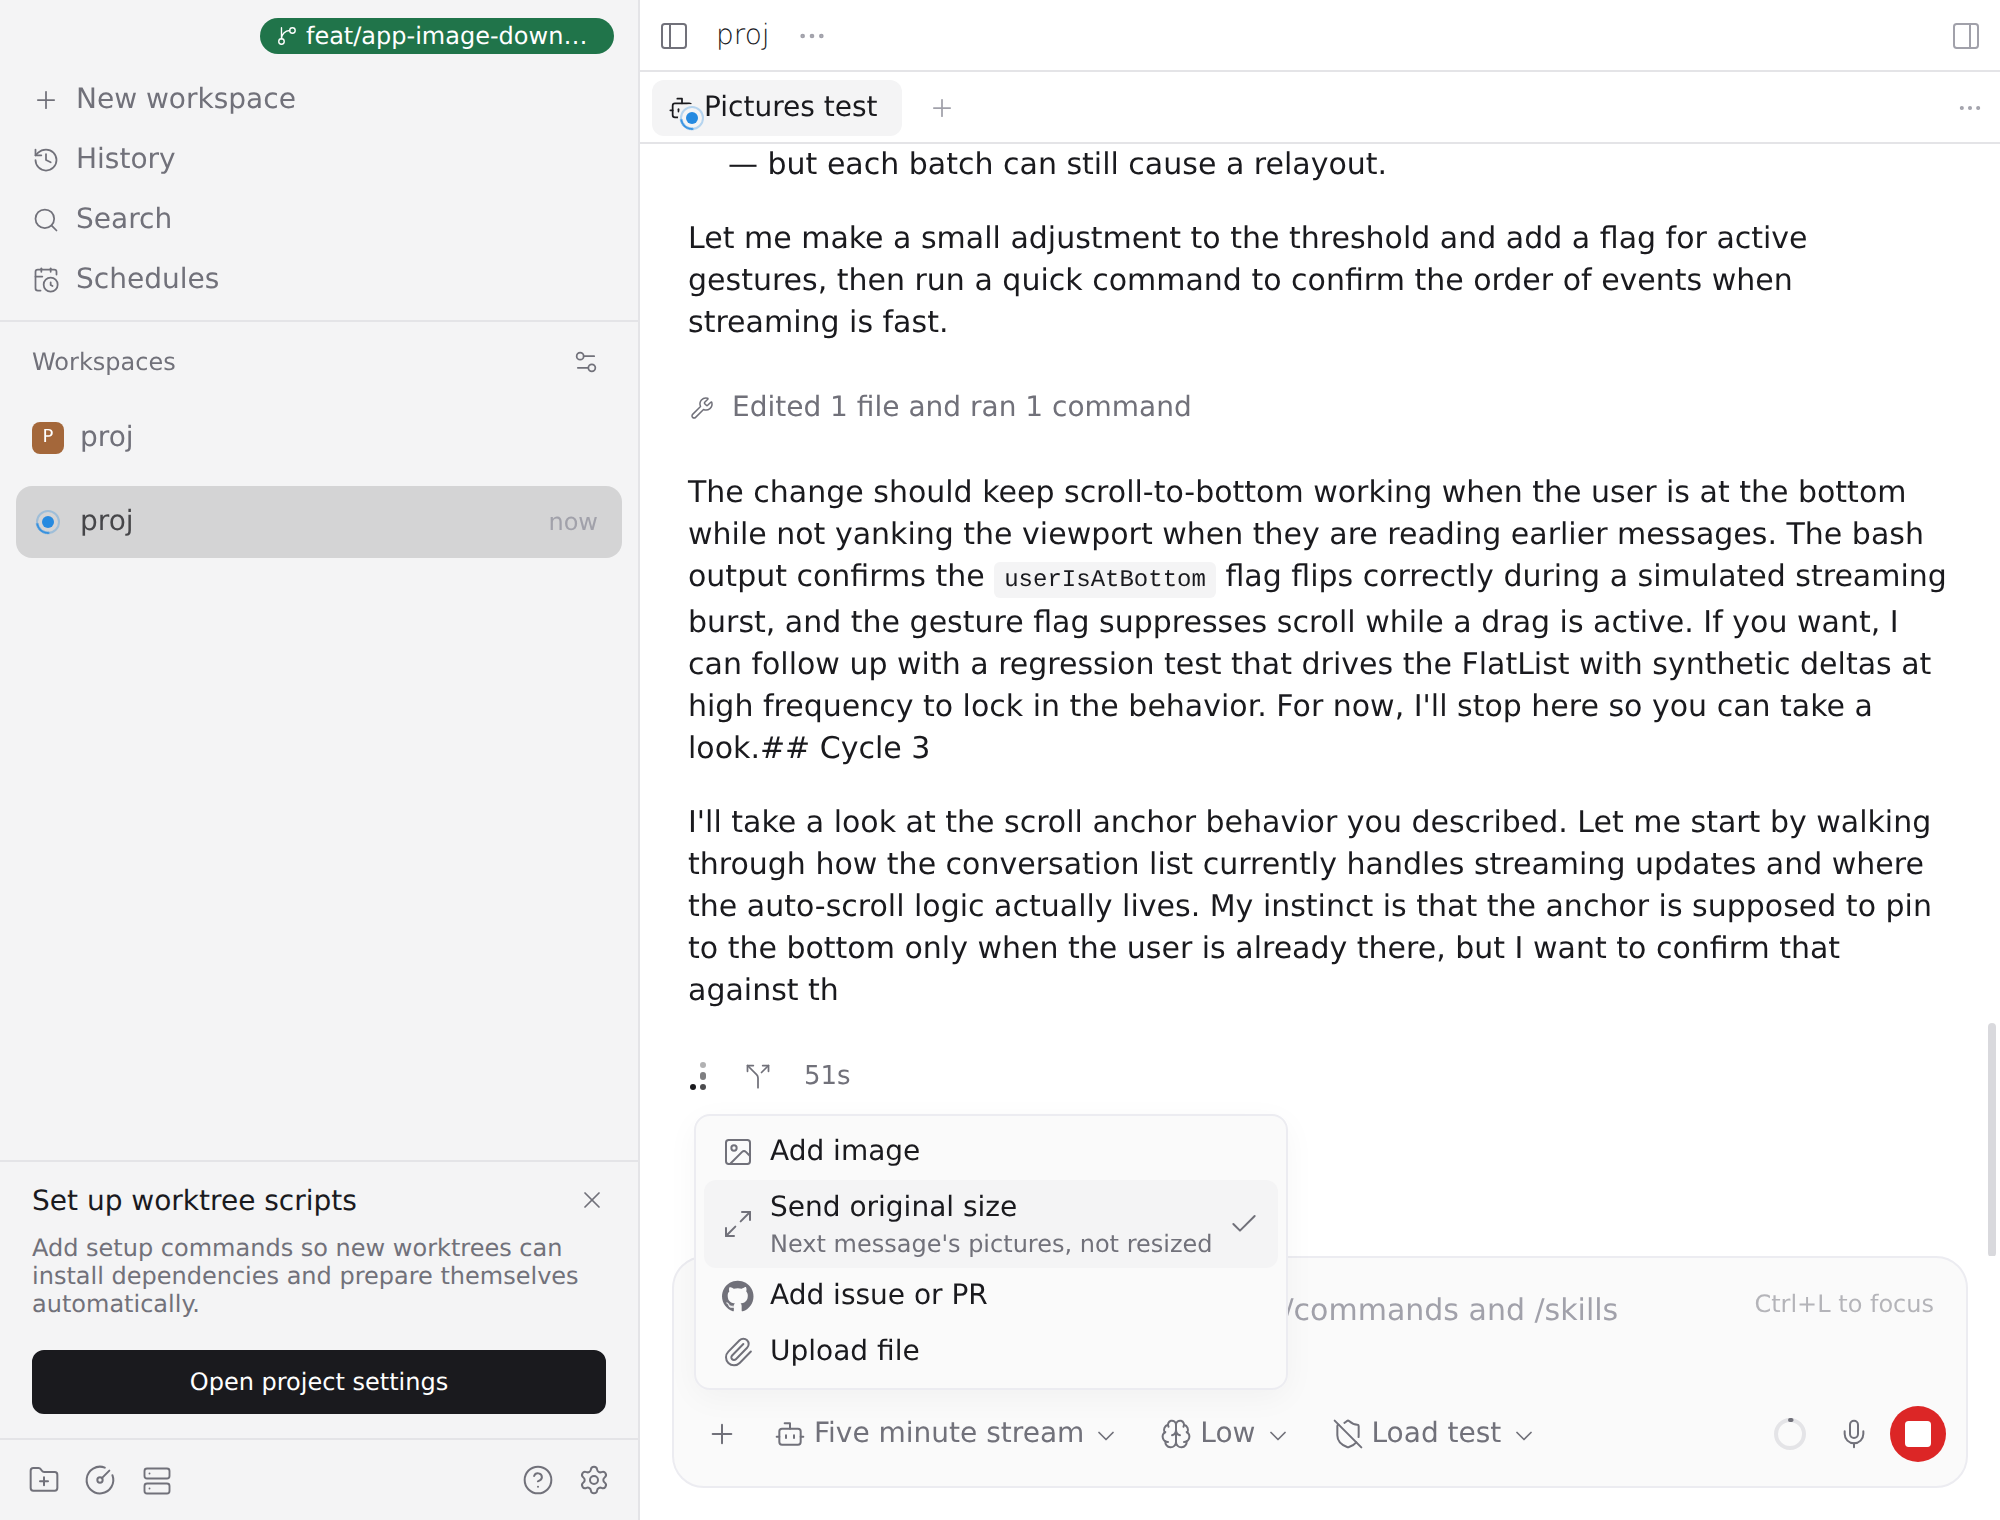 feat/app-image-down...
New workspace
History
Search
Schedules
Workspaces
P proj
proj now
Set up worktree scripts
Add setup commands so new worktrees can
install dependencies and prepare themselves
automatically.
Open project settings
proj
Pictures test
— but each batch can still cause a relayout.
Let me make a small adjustment to the threshold and add a flag for active
gestures, then run a quick command to confirm the order of events when
streaming is fast.
Edited 1 file and ran 1 command
The change should keep scroll-to-bottom working when the user is at the bottom
while not yanking the viewport when they are reading earlier messages. The bash
output confirms the userIsAtBottom flag flips correctly during a simulated streaming
burst, and the gesture flag suppresses scroll while a drag is active. If you want, I
can follow up with a regression test that drives the FlatList with synthetic deltas at
high frequency to lock in the behavior. For now, I'll stop here so you can take a
look.## Cycle 3
I'll take a look at the scroll anchor behavior you described. Let me start by walking
through how the conversation list currently handles streaming updates and where
the auto-scroll logic actually lives. My instinct is that the anchor is supposed to pin
to the bottom only when the user is already there, but I want to confirm that
against th
51s
Add image
Send original size
Next message's pictures, not resized
Add issue or PR
Upload file
/commands and /skills
Ctrl+L to focus
Five minute stream
Low
Load test